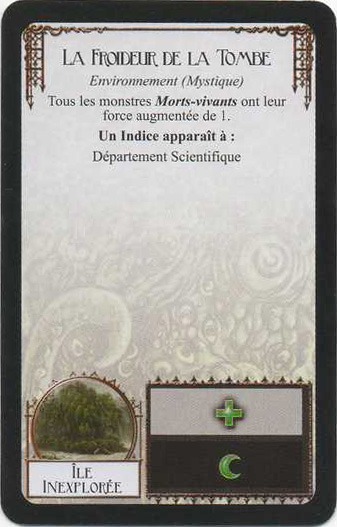 La Froideur de la Tombe
Environnement (Mystique)
Tous les monstres Morts-vivants ont leur
force augmentée de 1.
Un Indice apparaît à :
Département Scientifique
Île
Inexplorée